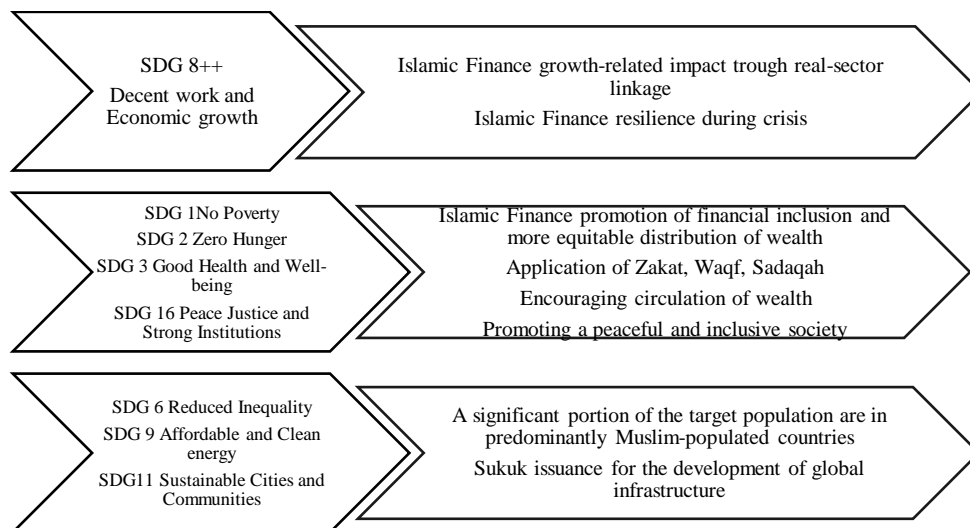 SDG 8++
Decent work and
Economic growth
Islamic Finance growth-related impact trough real-sector
linkage
Islamic Finance resilience during crisis
SDG 1No Poverty
SDG 2 Zero Hunger
SDG 3 Good Health and Well-
being
SDG 16 Peace Justice and
Strong Institutions
Islamic Finance promotion of financial inclusion and
more equitable distribution of wealth
Application of Zakat, Waqf, Sadaqah
Encouraging circulation of wealth
Promoting a peaceful and inclusive society
SDG 6 Reduced Inequality
SDG 9 Affordable and Clean
energy
SDG11 Sustainable Cities and
Communities
A significant portion of the target population are in
predominantly Muslim-populated countries
Sukuk issuance for the development of global
infrastructure